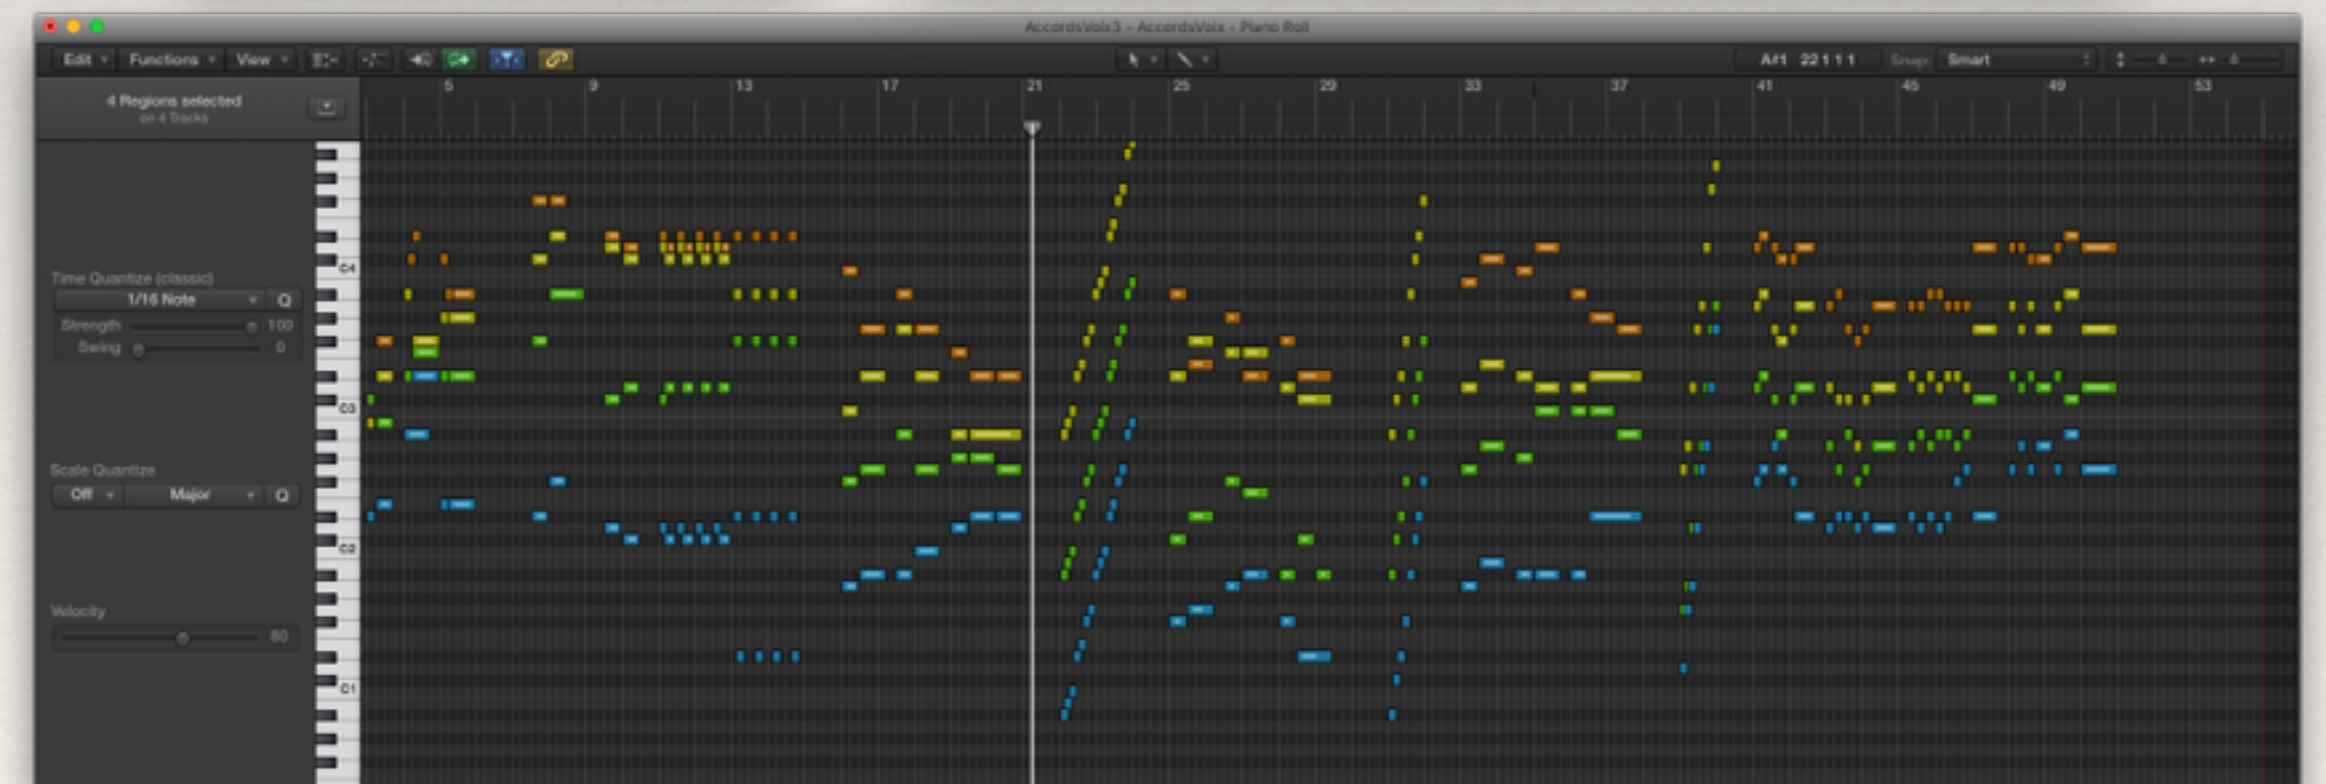 AccordsVoix3 - AccordsVoix - Piano Roll
Edit Functions View A#1 22 1 1 1 Snap: Smart
5 9 13 17 21 25 29 33 37 41 45 49 53
4 Regions selected
on 4 Tracks
C4
Time Quantize (classic)
1/16 Note Q
Strength 100
Swing 0
C3
Scale Quantize
Off Major Q
C2
Velocity
80
C1